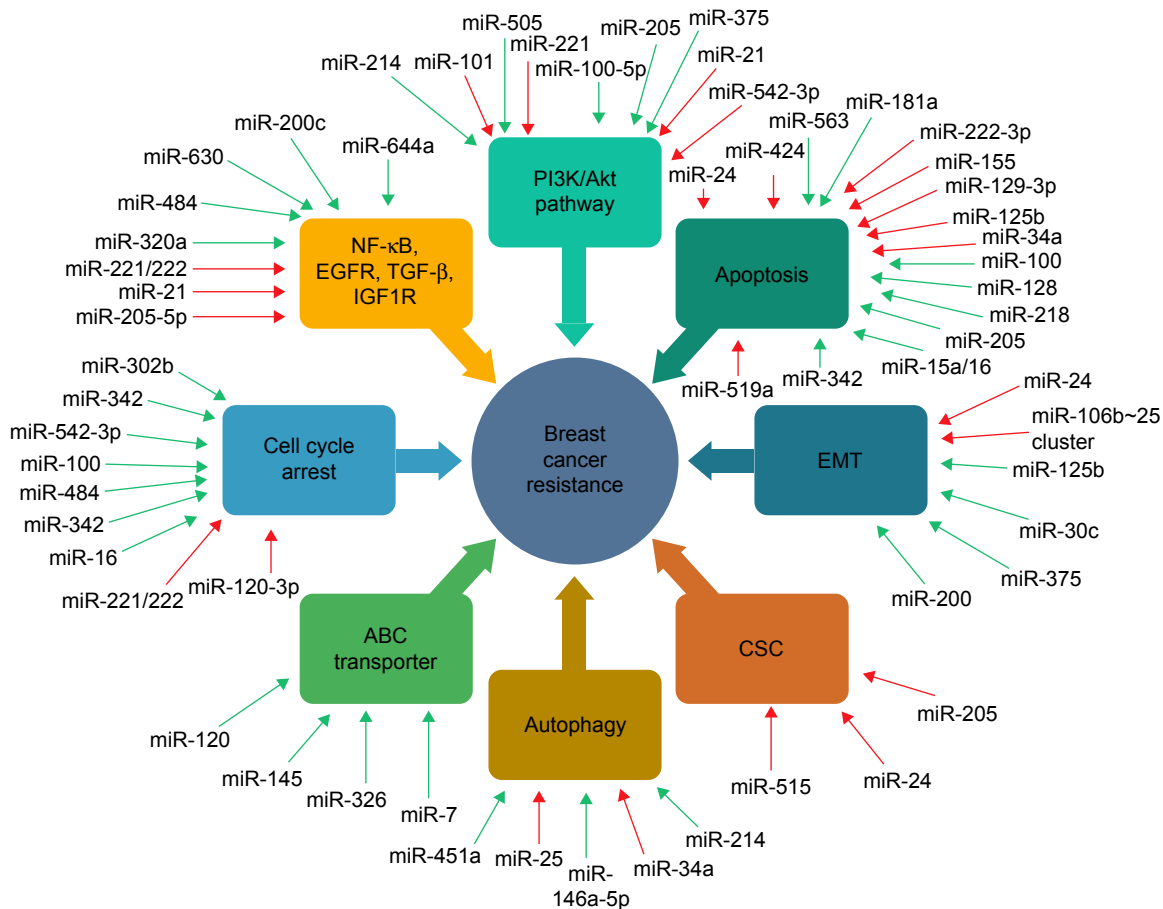 miR-505
miR-205
miR-375
miR-221
miR-101
miR-214
miR-100-5p
miR-21
miR-542-3p
miR-181a
miR-563
miR-222-3p
miR-424
miR-24
miR-155
miR-129-3p
miR-125b
miR-34a
miR-100
miR-128
miR-218
miR-205
miR-15a/16
miR-342
miR-519a
miR-200c
miR-644a
miR-630
miR-484
miR-320a
miR-221/222
miR-21
miR-205-5p
PI3K/Akt
pathway
NF-κB,
EGFR, TGF-β,
IGF1R
Apoptosis
miR-302b
miR-342
miR-542-3p
miR-100
miR-484
miR-342
miR-16
miR-221/222
miR-120-3p
Cell cycle
arrest
Breast
cancer
resistance
EMT
miR-24
miR-106b~25
cluster
miR-125b
miR-30c
miR-375
miR-200
ABC
transporter
Autophagy
CSC
miR-120
miR-145
miR-326
miR-7
miR-451a
miR-25
miR-
146a-5p
miR-34a
miR-214
miR-515
miR-24
miR-205